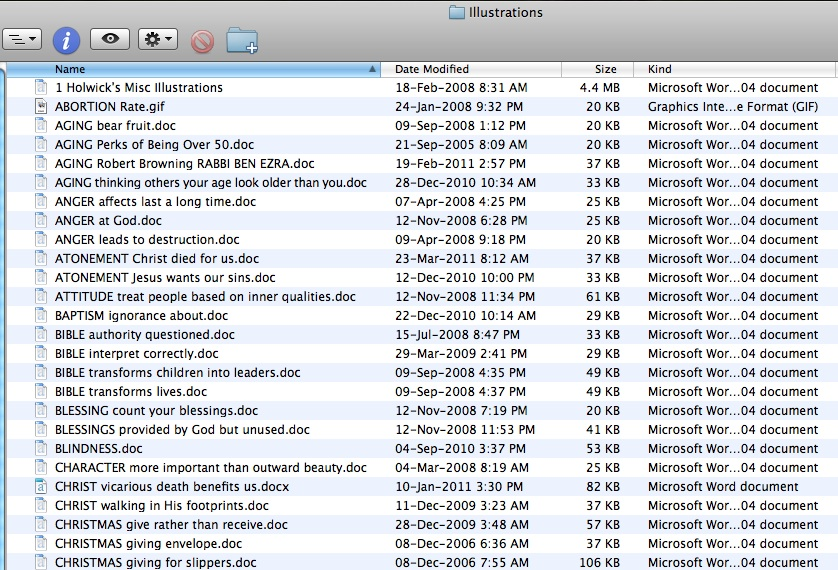 Illustrations
Name Date Modified Size Kind
1 Holwick's Misc Illustrations 18-Feb-2008 8:31 AM 4.4 MB Microsoft Wor...04 document
ABORTION Rate.gif 24-Jan-2008 9:32 PM 20 KB Graphics Inte...e Format (GIF)
AGING bear fruit.doc 09-Sep-2008 1:12 PM 20 KB Microsoft Wor...04 document
AGING Perks of Being Over 50.doc 21-Sep-2005 8:09 AM 20 KB Microsoft Wor...04 document
AGING Robert Browning RABBI BEN EZRA.doc 19-Feb-2011 2:57 PM 37 KB Microsoft Wor...04 document
AGING thinking others your age look older than you.doc 28-Dec-2010 10:34 AM 33 KB Microsoft Wor...04 document
ANGER affects last a long time.doc 07-Apr-2008 4:25 PM 25 KB Microsoft Wor...04 document
ANGER at God.doc 12-Nov-2008 6:28 PM 25 KB Microsoft Wor...04 document
ANGER leads to destruction.doc 09-Apr-2008 9:18 PM 20 KB Microsoft Wor...04 document
ATONEMENT Christ died for us.doc 23-Mar-2011 8:12 AM 37 KB Microsoft Wor...04 document
ATONEMENT Jesus wants our sins.doc 12-Dec-2010 10:00 PM 33 KB Microsoft Wor...04 document
ATTITUDE treat people based on inner qualities.doc 12-Nov-2008 11:34 PM 61 KB Microsoft Wor...04 document
BAPTISM ignorance about.doc 22-Dec-2010 10:14 AM 29 KB Microsoft Wor...04 document
BIBLE authority questioned.doc 15-Jul-2008 8:47 PM 33 KB Microsoft Wor...04 document
BIBLE interpret correctly.doc 29-Mar-2009 2:41 PM 29 KB Microsoft Wor...04 document
BIBLE transforms children into leaders.doc 09-Sep-2008 4:35 PM 49 KB Microsoft Wor...04 document
BIBLE transforms lives.doc 09-Sep-2008 4:37 PM 49 KB Microsoft Wor...04 document
BLESSING count your blessings.doc 12-Nov-2008 7:19 PM 20 KB Microsoft Wor...04 document
BLESSINGS provided by God but unused.doc 12-Nov-2008 11:53 PM 41 KB Microsoft Wor...04 document
BLINDNESS.doc 04-Sep-2010 3:37 PM 53 KB Microsoft Wor...04 document
CHARACTER more important than outward beauty.doc 04-Mar-2008 8:19 AM 25 KB Microsoft Wor...04 document
CHRIST vicarious death benefits us.docx 10-Jan-2011 3:30 PM 82 KB Microsoft Word document
CHRIST walking in His footprints.doc 11-Dec-2009 3:23 AM 37 KB Microsoft Wor...04 document
CHRISTMAS give rather than receive.doc 28-Dec-2009 3:48 AM 57 KB Microsoft Wor...04 document
CHRISTMAS giving envelope.doc 08-Dec-2006 6:36 AM 37 KB Microsoft Wor...04 document
CHRISTMAS giving for slippers.doc 08-Dec-2006 7:55 AM 106 KB Microsoft Wor...04 document